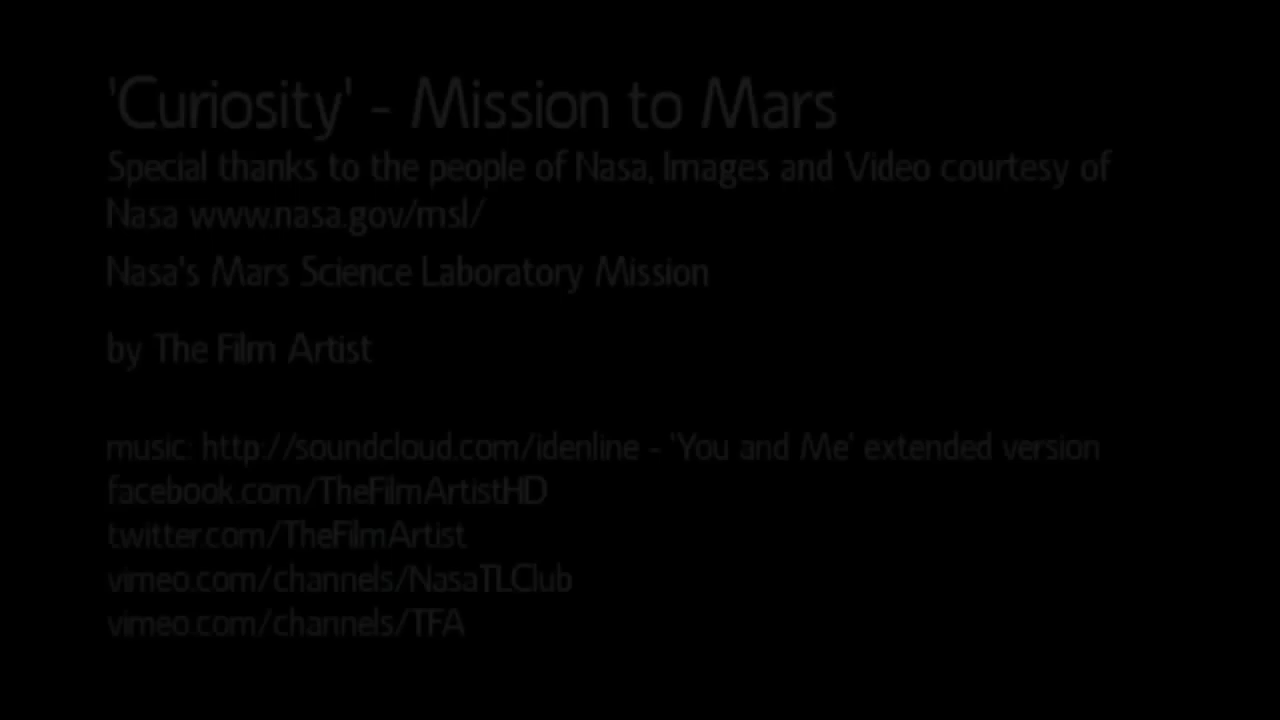 'Curiosity' - Mission to Mars
Special thanks to the people of Nasa, Images and Video courtesy of
Nasa www.nasa.gov/msl/
Nasa's Mars Science Laboratory Mission
by The Film Artist
music: http://soundcloud.com/idenline - 'You and Me' extended version
facebook.com/TheFilmArtistHD
twitter.com/TheFilmArtist
vimeo.com/channels/NasaTLClub
vimeo.com/channels/TFA